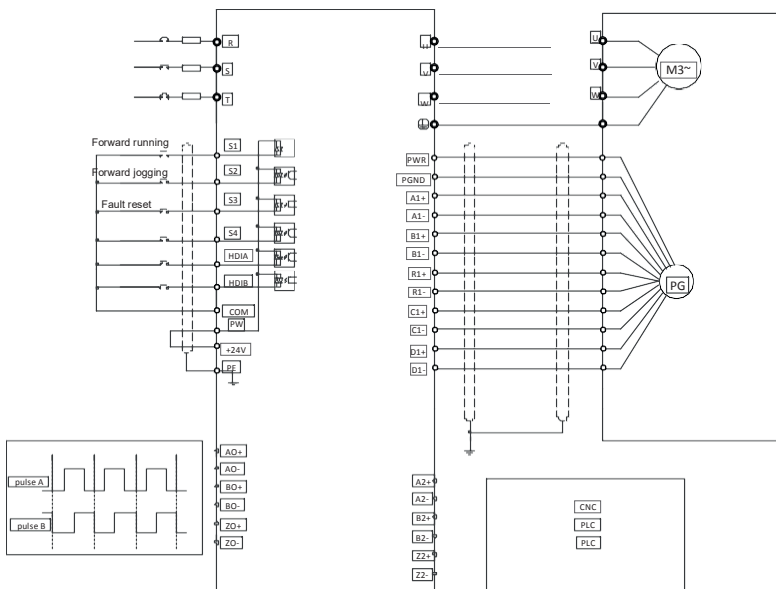 R
S
T
U
V
W
U
V
W
M3~
Forward running
S1
Forward jogging
S2
Fault reset
S3
S4
HDIA
HDIB
COM
PW
+24V
PE
PWR
PGND
A1+
A1-
B1+
B1-
R1+
R1-
C1+
C1-
D1+
D1-
PG
pulse A
pulse B
AO+
AO-
BO+
BO-
ZO+
ZO-
A2+
A2-
B2+
B2-
Z2+
Z2-
CNC
PLC
PLC